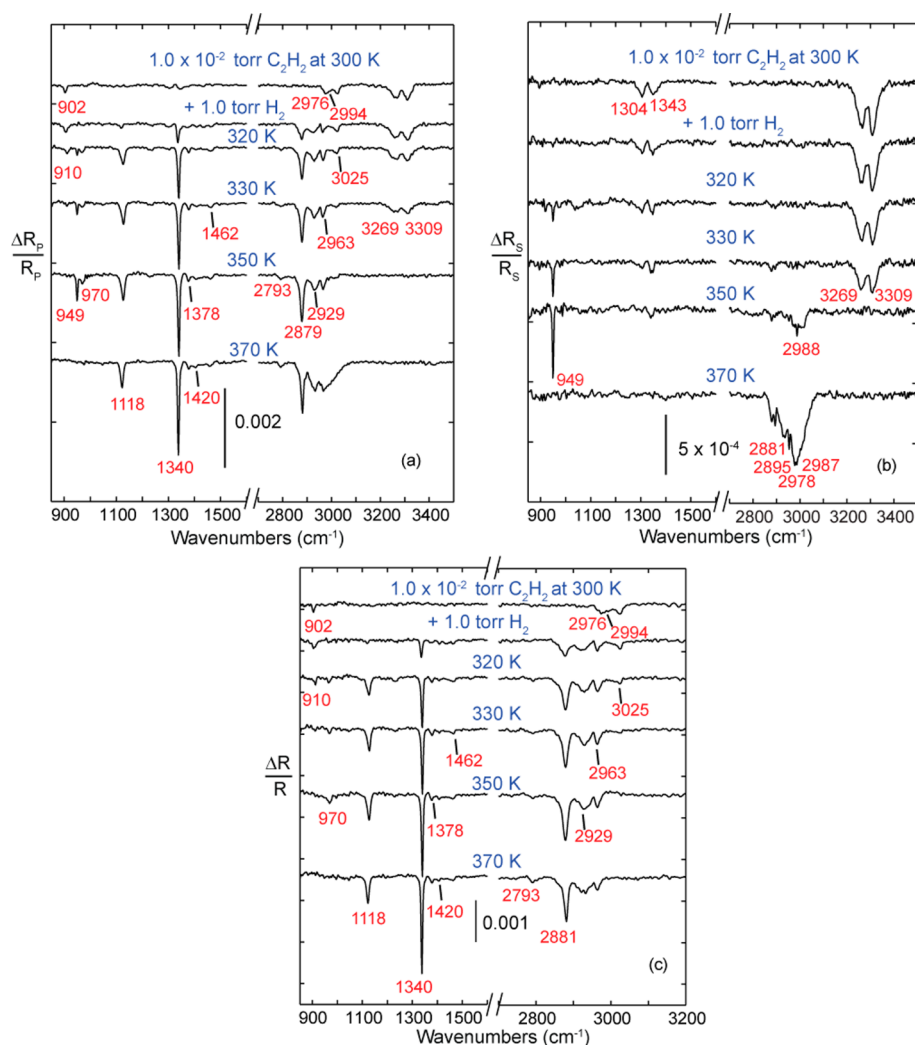 1.0 x 10⁻² torr C₂H₂ at 300 K
902
2976
2994
+ 1.0 torr H₂
320 K
910
3025
330 K
1462
2963
3269
3309
350 K
970
949
1378
2793
2929
2879
370 K
1118
1420
0.002
1340
(a)
ΔR_P
R_P
900 1100 1300 1500 2800 3000 3200 3400
Wavenumbers (cm⁻¹)
1.0 x 10⁻² torr C₂H₂ at 300 K
1304
1343
+ 1.0 torr H₂
320 K
330 K
3269
3309
350 K
2988
949
370 K
5 x 10⁻⁴
2881
2895
2987
2978
(b)
ΔR_S
R_S
900 1100 1300 1500 2800 3000 3200 3400
Wavenumbers (cm⁻¹)
1.0 x 10⁻² torr C₂H₂ at 300 K
902
2976
2994
+ 1.0 torr H₂
320 K
910
3025
330 K
1462
2963
350 K
970
1378
2929
370 K
2793
1118
1420
0.001
2881
1340
(c)
ΔR
R
900 1100 1300 1500 2800 3000 3200
Wavenumbers (cm⁻¹)